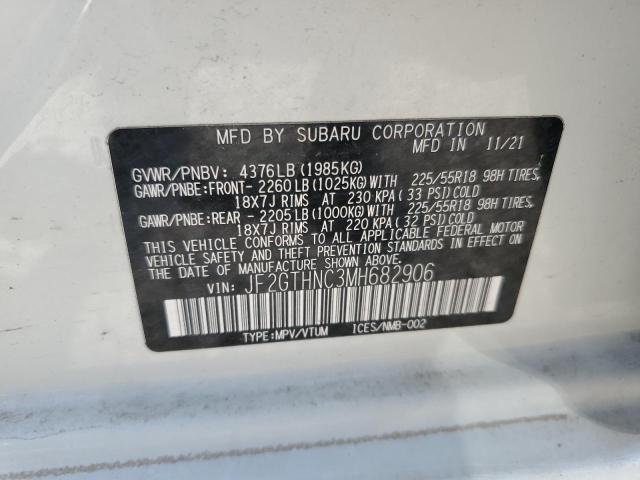 MFD BY SUBARU CORPORATION
MFD IN 11/21
GVWR/PNBV: 4376LB(1985KG)
GAWR/PNBE:FRONT-2260LB(1025KG)WITH 225/55R18 98H TIRES,
18X7J RIMS AT 230 KPA(33 PSI)COLD
GAWR/PNBE:REAR -2205LB(1000KG)WITH 225/55R18 98H TIRES,
18X7J RIMS AT 220 KPA(32 PSI)COLD
THIS VEHICLE CONFORMS TO ALL APPLICABLE FEDERAL MOTOR
VEHICLE SAFETY AND THEFT PREVENTION STANDARDS IN EFFECT ON
THE DATE OF MANUFACTURE SHOWN ABOVE.
VIN: JF2GTHNC3MH682906
TYPE:MPV/VTUM ICES/NMB-002